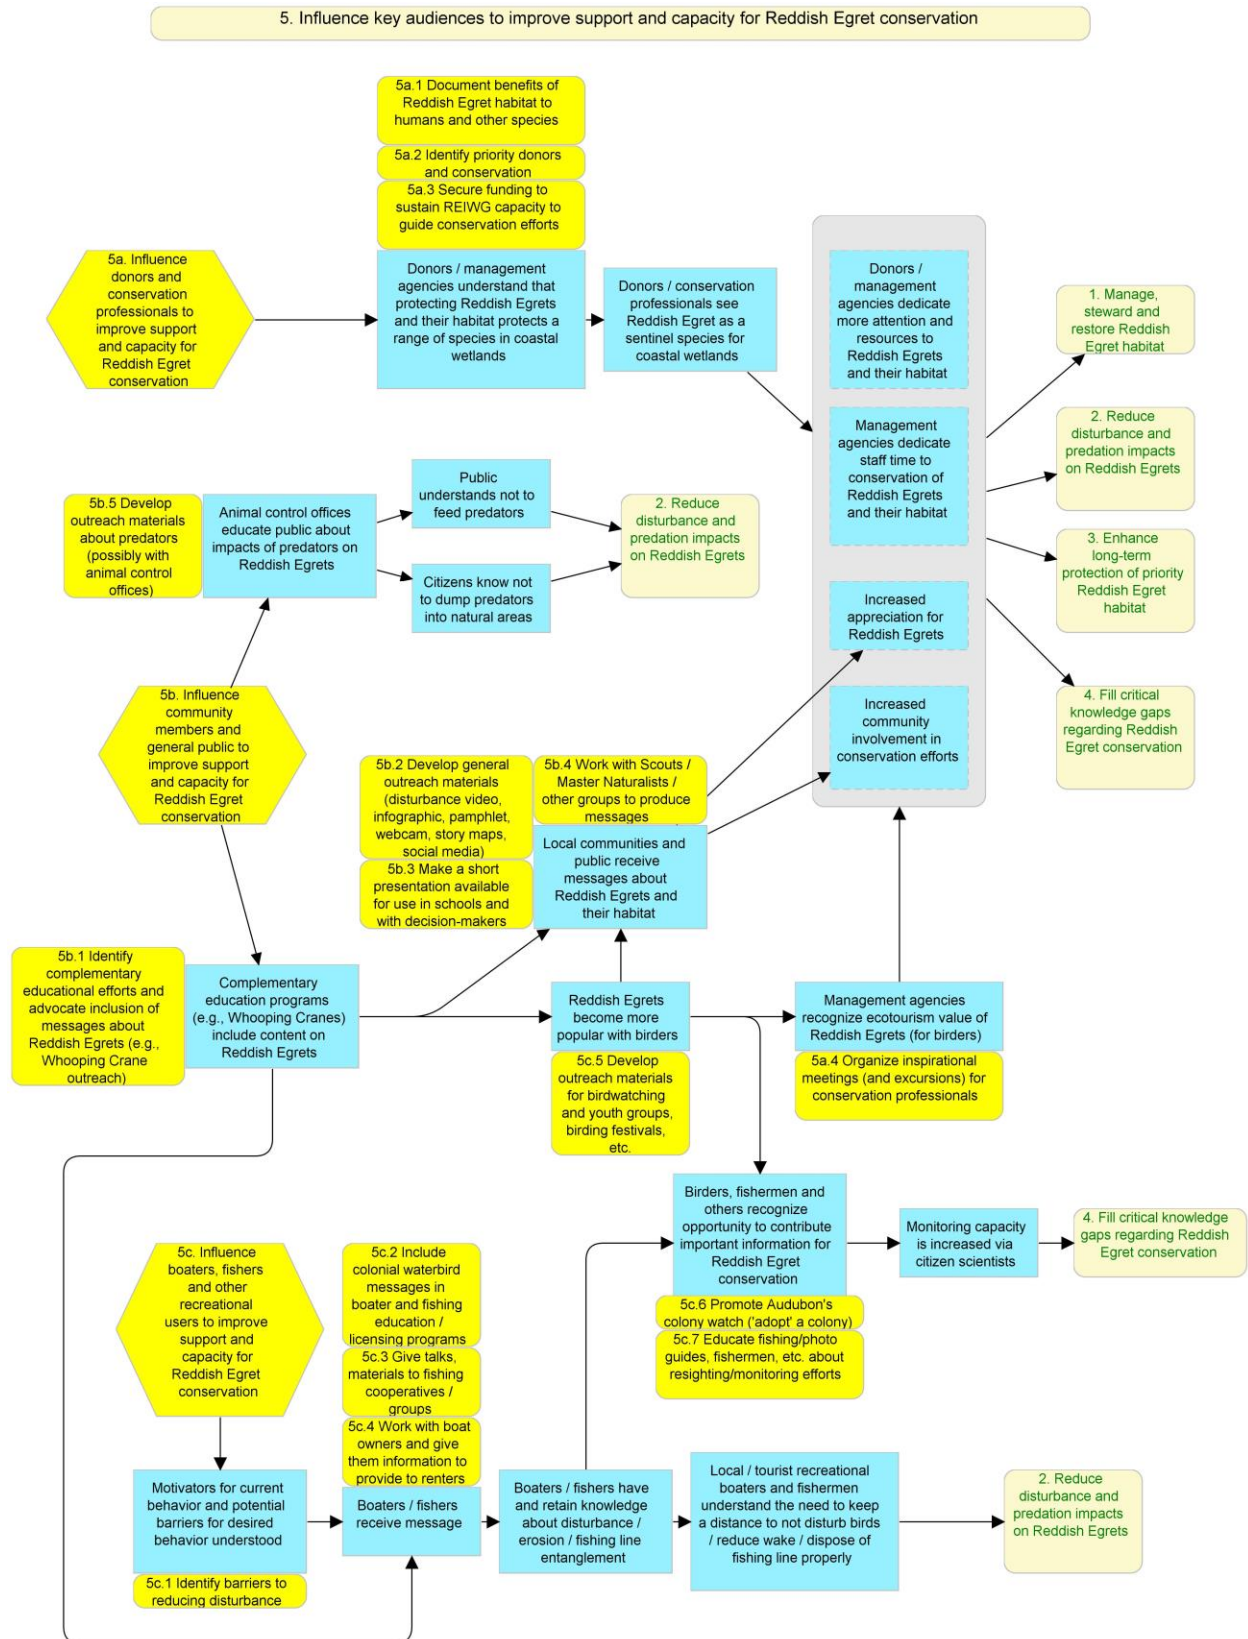 5. Influence key audiences to improve support and capacity for Reddish Egret conservation
5a.1 Document benefits of
Reddish Egret habitat to
humans and other species
5a.2 Identify priority donors
and conservation
5a.3 Secure funding to
sustain REIWG capacity to
guide conservation efforts
5a. Influence
donors and
conservation
professionals to
improve support
and capacity for
Reddish Egret
conservation
Donors / management
agencies understand that
protecting Reddish Egrets
and their habitat protects a
range of species in coastal
wetlands
Donors / conservation
professionals see
Reddish Egret as a
sentinel species for
coastal wetlands
Donors /
management
agencies dedicate
more attention and
resources to
Reddish Egrets
and their habitat
Management
agencies dedicate
staff time to
conservation of
Reddish Egrets
and their habitat
Increased
appreciation for
Reddish Egrets
Increased
community
involvement in
conservation efforts
1. Manage,
steward and
restore Reddish
Egret habitat
2. Reduce
disturbance and
predation impacts
on Reddish Egrets
3. Enhance
long-term
protection of priority
Reddish Egret
habitat
4. Fill critical
knowledge gaps
regarding Reddish
Egret conservation
5b.5 Develop
outreach materials
about predators
(possibly with
animal control
offices)
Animal control offices
educate public about
impacts of predators on
Reddish Egrets
Public
understands not to
feed predators
Citizens know not
to dump predators
into natural areas
2. Reduce
disturbance and
predation impacts
on Reddish Egrets
5b. Influence
community
members and
general public to
improve support
and capacity for
Reddish Egret
conservation
5b.2 Develop general
outreach materials
(disturbance video,
infographic, pamphlet,
webcam, story maps,
social media)
5b.3 Make a short
presentation available
for use in schools and
with decision-makers
5b.4 Work with Scouts /
Master Naturalists /
other groups to produce
messages
Local communities and
public receive
messages about
Reddish Egrets and
their habitat
5b.1 Identify
complementary
educational efforts and
advocate inclusion of
messages about
Reddish Egrets (e.g.,
Whooping Crane
outreach)
Complementary
education programs
(e.g., Whooping Cranes)
include content on
Reddish Egrets
Reddish Egrets
become more
popular with birders
5c.5 Develop
outreach materials
for birdwatching
and youth groups,
birding festivals,
etc.
Management agencies
recognize ecotourism value of
Reddish Egrets (for birders)
5a.4 Organize inspirational
meetings (and excursions) for
conservation professionals
Birders, fishermen and
others recognize
opportunity to contribute
important information for
Reddish Egret
conservation
5c.6 Promote Audubon's
colony watch ('adopt' a colony)
5c.7 Educate fishing/photo
guides, fishermen, etc. about
resighting/monitoring efforts
Monitoring capacity
is increased via
citizen scientists
4. Fill critical knowledge
gaps regarding Reddish
Egret conservation
5c. Influence
boaters, fishers
and other
recreational
users to improve
support and
capacity for
Reddish Egret
conservation
5c.2 Include
colonial waterbird
messages in
boater and fishing
education /
licensing programs
5c.3 Give talks,
materials to fishing
cooperatives /
groups
5c.4 Work with boat
owners and give
them information to
provide to renters
Motivators for current
behavior and potential
barriers for desired
behavior understood
5c.1 Identify barriers to
reducing disturbance
Boaters / fishers
receive message
Boaters / fishers have
and retain knowledge
about disturbance /
erosion / fishing line
entanglement
Local / tourist recreational
boaters and fishermen
understand the need to keep
a distance to not disturb birds
/ reduce wake / dispose of
fishing line properly
2. Reduce
disturbance and
predation impacts
on Reddish Egrets